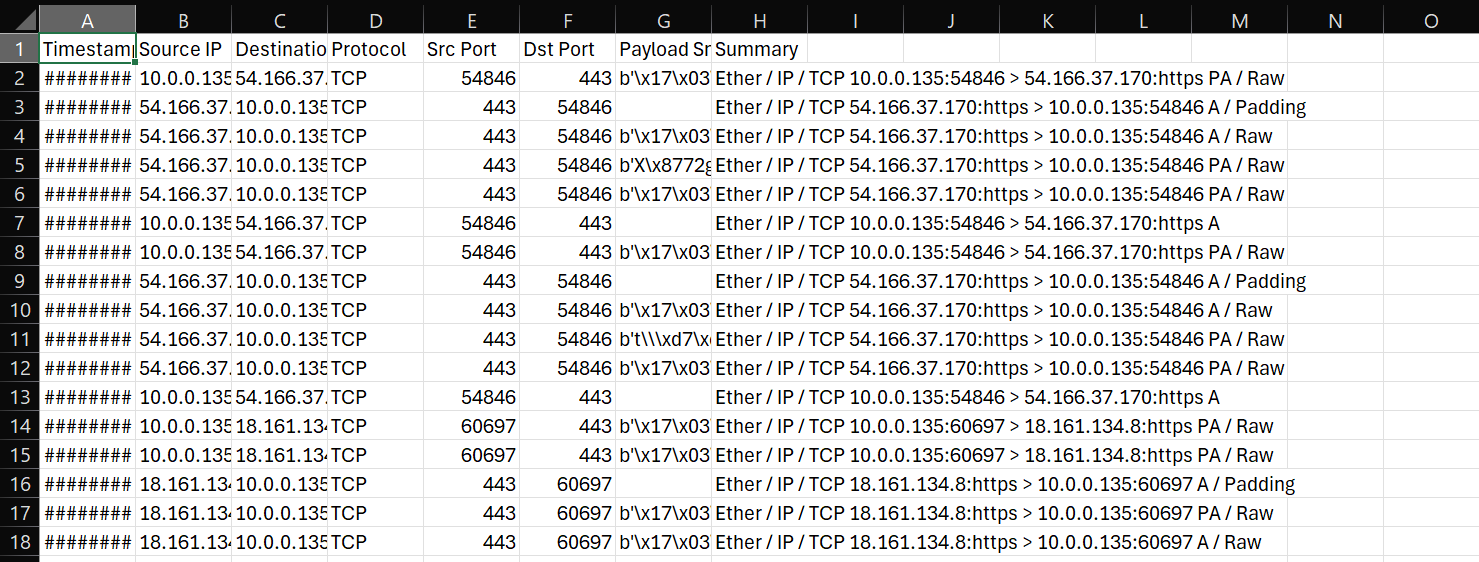 A B C D E F G H I J K L M N O
1 Timestam Source IP Destinatio Protocol Src Port Dst Port Payload Sn Summary
2 ######## 10.0.0.135 54.166.37. TCP 54846 443 b'\x17\x03 Ether / IP / TCP 10.0.0.135:54846 > 54.166.37.170:https PA / Raw
3 ######## 54.166.37. 10.0.0.135 TCP 443 54846 Ether / IP / TCP 54.166.37.170:https > 10.0.0.135:54846 A / Padding
4 ######## 54.166.37. 10.0.0.135 TCP 443 54846 b'\x17\x03 Ether / IP / TCP 54.166.37.170:https > 10.0.0.135:54846 A / Raw
5 ######## 54.166.37. 10.0.0.135 TCP 443 54846 b'X\x8772g Ether / IP / TCP 54.166.37.170:https > 10.0.0.135:54846 PA / Raw
6 ######## 54.166.37. 10.0.0.135 TCP 443 54846 b'\x17\x03 Ether / IP / TCP 54.166.37.170:https > 10.0.0.135:54846 PA / Raw
7 ######## 10.0.0.135 54.166.37. TCP 54846 443 Ether / IP / TCP 10.0.0.135:54846 > 54.166.37.170:https A
8 ######## 10.0.0.135 54.166.37. TCP 54846 443 b'\x17\x03 Ether / IP / TCP 10.0.0.135:54846 > 54.166.37.170:https PA / Raw
9 ######## 54.166.37. 10.0.0.135 TCP 443 54846 Ether / IP / TCP 54.166.37.170:https > 10.0.0.135:54846 A / Padding
10 ######## 54.166.37. 10.0.0.135 TCP 443 54846 b'\x17\x03 Ether / IP / TCP 54.166.37.170:https > 10.0.0.135:54846 A / Raw
11 ######## 54.166.37. 10.0.0.135 TCP 443 54846 b't\\\xd7\x Ether / IP / TCP 54.166.37.170:https > 10.0.0.135:54846 PA / Raw
12 ######## 54.166.37. 10.0.0.135 TCP 443 54846 b'\x17\x03 Ether / IP / TCP 54.166.37.170:https > 10.0.0.135:54846 PA / Raw
13 ######## 10.0.0.135 54.166.37. TCP 54846 443 Ether / IP / TCP 10.0.0.135:54846 > 54.166.37.170:https A
14 ######## 10.0.0.135 18.161.134 TCP 60697 443 b'\x17\x03 Ether / IP / TCP 10.0.0.135:60697 > 18.161.134.8:https PA / Raw
15 ######## 10.0.0.135 18.161.134 TCP 60697 443 b'\x17\x03 Ether / IP / TCP 10.0.0.135:60697 > 18.161.134.8:https PA / Raw
16 ######## 18.161.134 10.0.0.135 TCP 443 60697 Ether / IP / TCP 18.161.134.8:https > 10.0.0.135:60697 A / Padding
17 ######## 18.161.134 10.0.0.135 TCP 443 60697 b'\x17\x03 Ether / IP / TCP 18.161.134.8:https > 10.0.0.135:60697 PA / Raw
18 ######## 18.161.134 10.0.0.135 TCP 443 60697 b'\x17\x03 Ether / IP / TCP 18.161.134.8:https > 10.0.0.135:60697 A / Raw